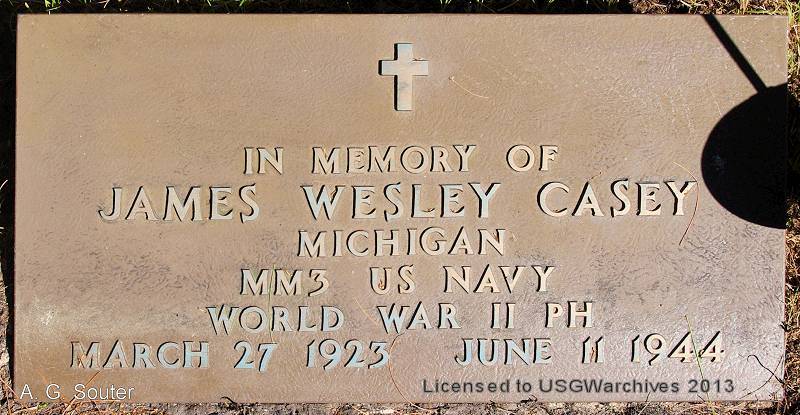 IN MEMORY OF
JAMES WESLEY CASEY
MICHIGAN
MM3 US NAVY
WORLD WAR II PH
MARCH 27 1923 JUNE 11 1944
A. G. Souter
Licensed to USGWarchives 2013